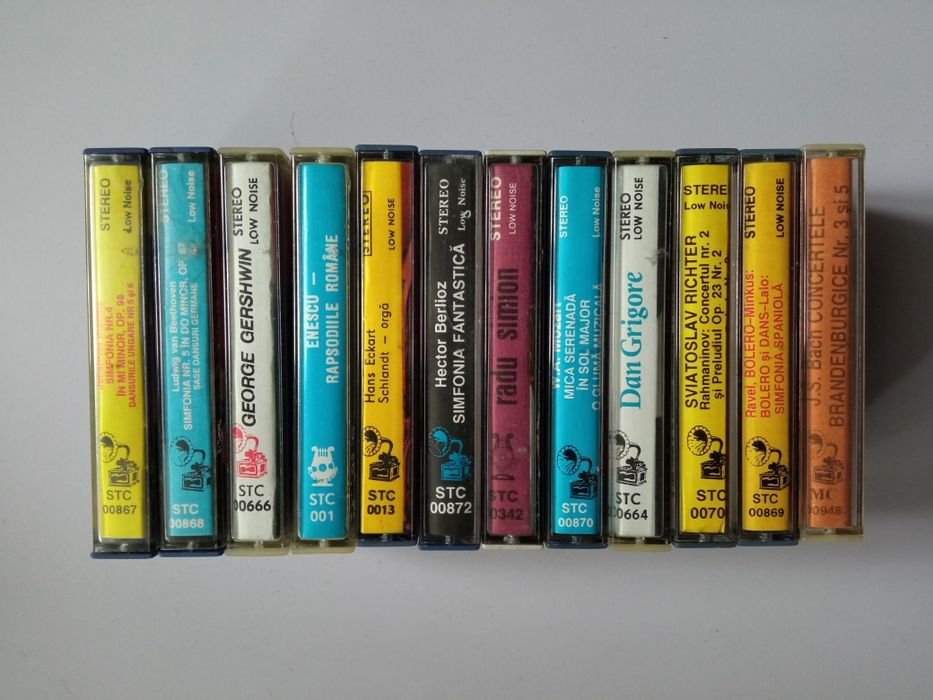 SIMFONIA NR. 4
ÎN MI MINOR, OP. 98
DANSURILE UNGARE NR 5 și 6
STEREO
Low Noise
STC
00867
Ludwig van Beethoven
SIMFONIA NR. 5 ÎN DO MINOR, OP. 67
ȘASE DANSURI GERMANE
STEREO
Low Noise
STC
00868
GEORGE GERSHWIN
STEREO
LOW NOISE
STC
00666
ENESCU –
RAPSODIILE ROMÂNE
STC
001
Hans Eckart
Schlandt – orgă
STEREO
LOW NOISE
STC
0013
Hector Berlioz
SIMFONIA FANTASTICĂ
STEREO
Low Noise
STC
00872
radu simion
STEREO
LOW NOISE
STC
0342
W.A. Mozart
MICA SERENADĂ
ÎN SOL MAJOR
O GLUMĂ MUZICALĂ
STEREO
Low Noise
STC
00870
Dan Grigore
STEREO
LOW NOISE
STC
00664
SVIATOSLAV RICHTER
Rahmaninov: Concertul nr. 2
și Preludiul Op. 23 Nr. 2
STERE
Low Noi
STC
0070
Ravel, BOLERO–Minkus:
BOLERO și DANS–Lalo:
SIMFONIA SPANIOLĂ
STEREO
Low Noise
STC
00869
J.S. Bach CONCERTELE
BRANDENBURGICE Nr. 3 și 5
MC
00948